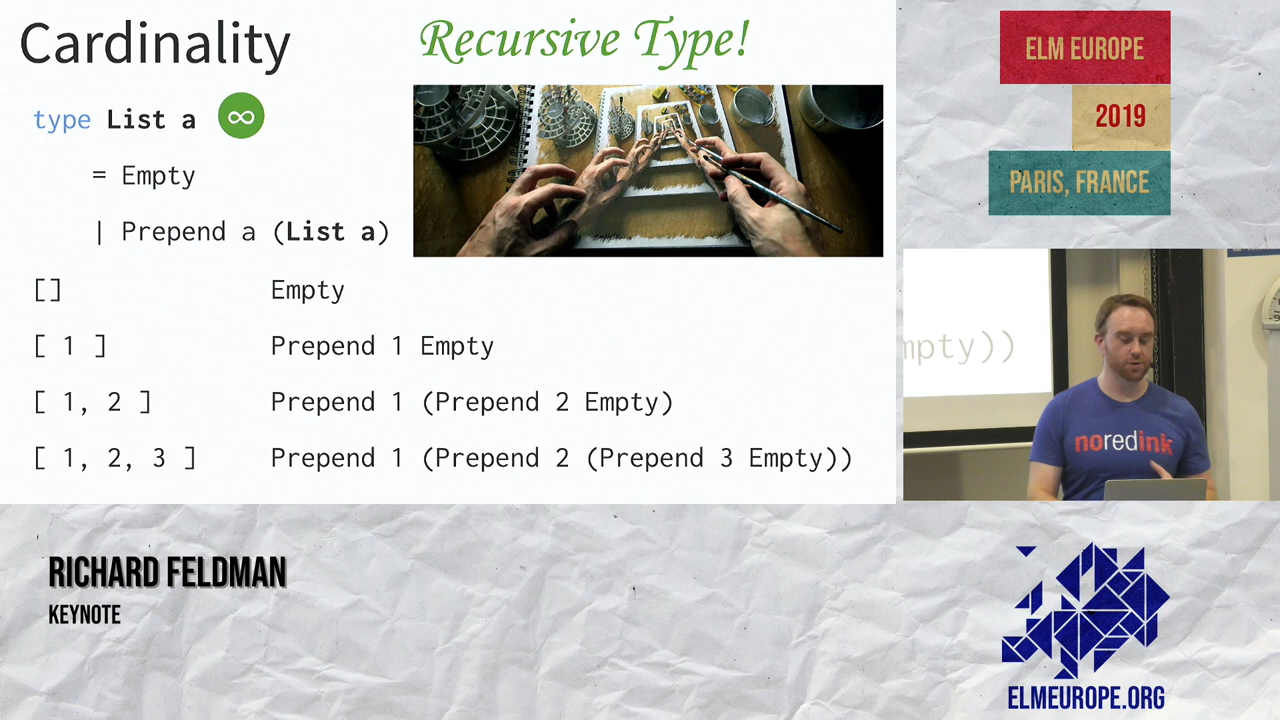 Cardinality
Recursive Type!
type List a ∞
= Empty
| Prepend a (List a)
[] Empty
[ 1 ] Prepend 1 Empty
[ 1, 2 ] Prepend 1 (Prepend 2 Empty)
[ 1, 2, 3 ] Prepend 1 (Prepend 2 (Prepend 3 Empty))
ELM EUROPE
2019
PARIS, FRANCE
mpty))
noredink
RICHARD FELDMAN
KEYNOTE
ELMEUROPE.ORG